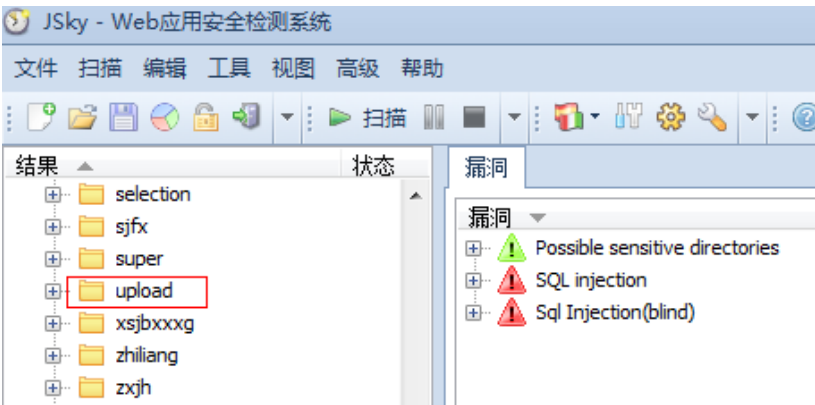 JSky - Web应用安全检测系统
文件 扫描 编辑 工具 视图 高级 帮助
扫描
结果 状态
selection
sjfx
super
upload
xsjbxxxg
zhiliang
zxjh
漏洞
漏洞
Possible sensitive directories
SQL injection
Sql Injection(blind)